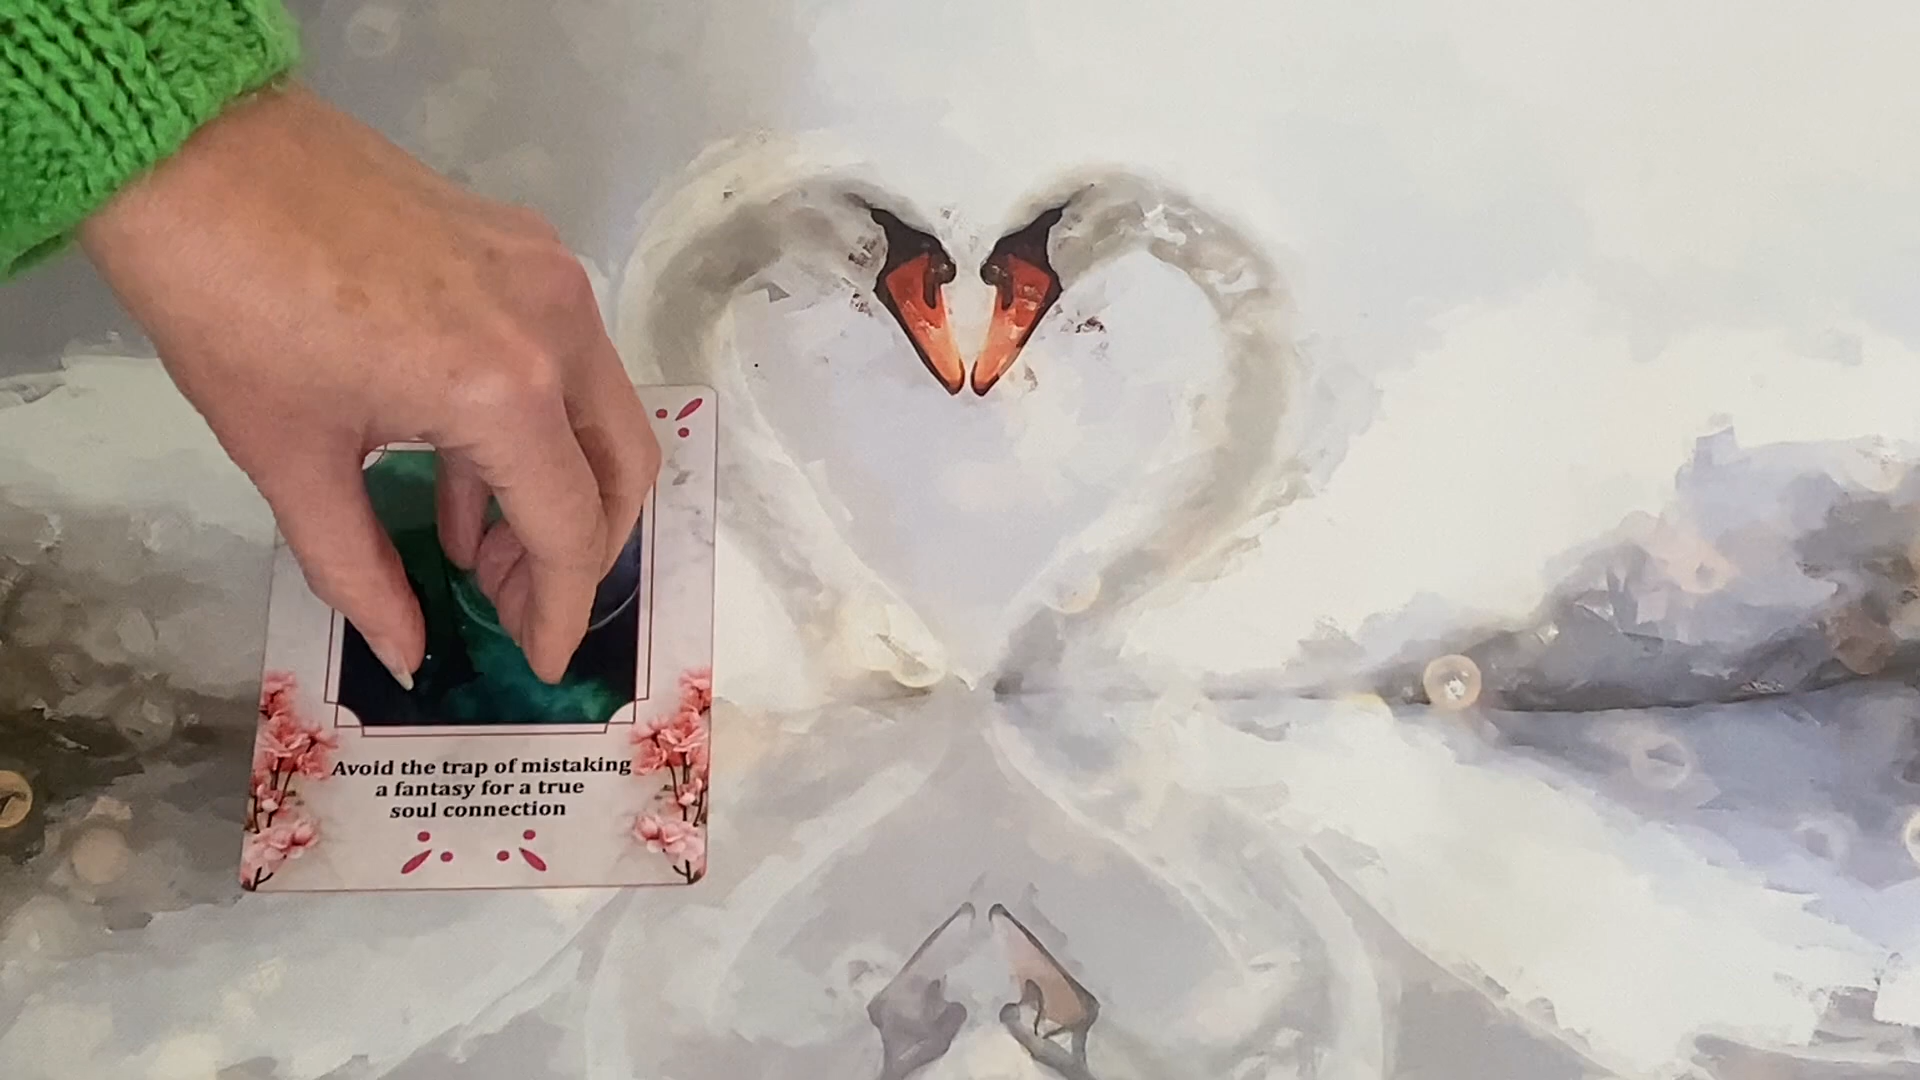 Avoid the trap of mistaking
a fantasy for a true
soul connection